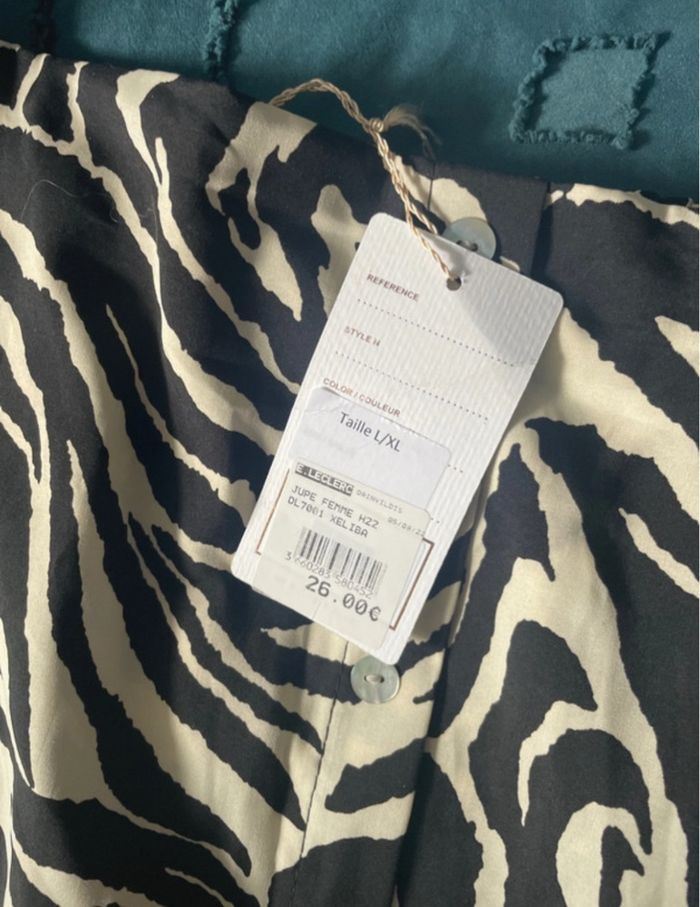 REFERENCE
STYLE N
COLOR / COULEUR
Taille L/XL
E.LECLERC
JUPE FEMME H22
DL7001 XELIBA
26.00€